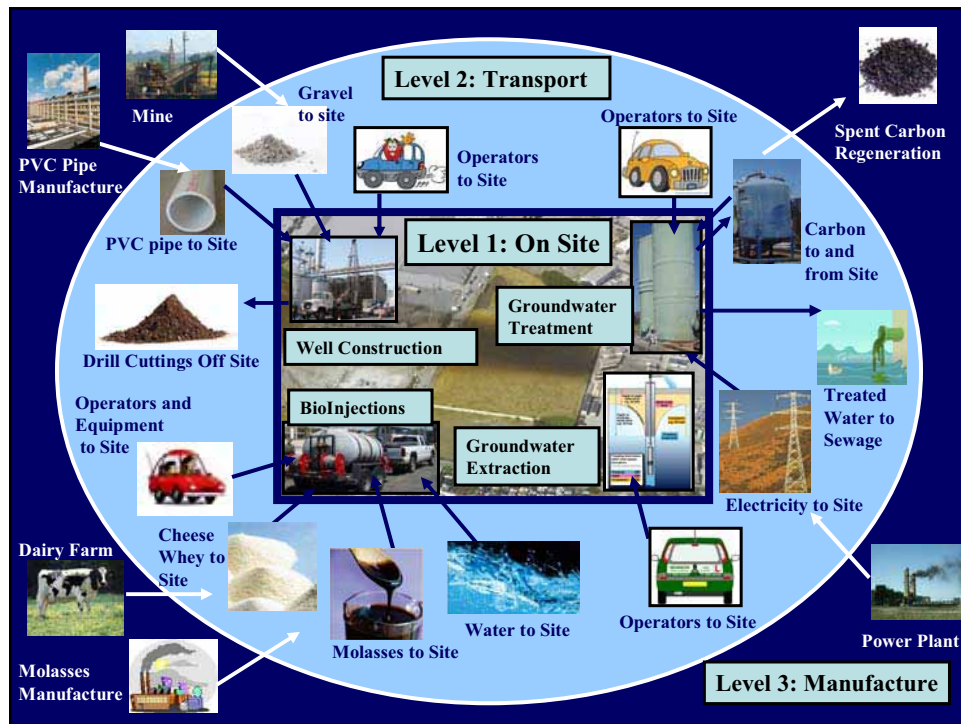 Level 2: Transport
Mine
Gravel
to site
Operators to Site
Spent Carbon
Regeneration
PVC Pipe
Manufacture
Operators
to Site
PVC pipe to Site
Level 1: On Site
Carbon
to and
from Site
Groundwater
Treatment
Well Construction
Drill Cuttings Off Site
Operators and
Equipment
to Site
BioInjections
Groundwater
Extraction
Treated
Water to
Sewage
Electricity to Site
Cheese
Whey to
Site
Dairy Farm
Water to Site
Operators to Site
Molasses to Site
Power Plant
Molasses
Manufacture
Level 3: Manufacture